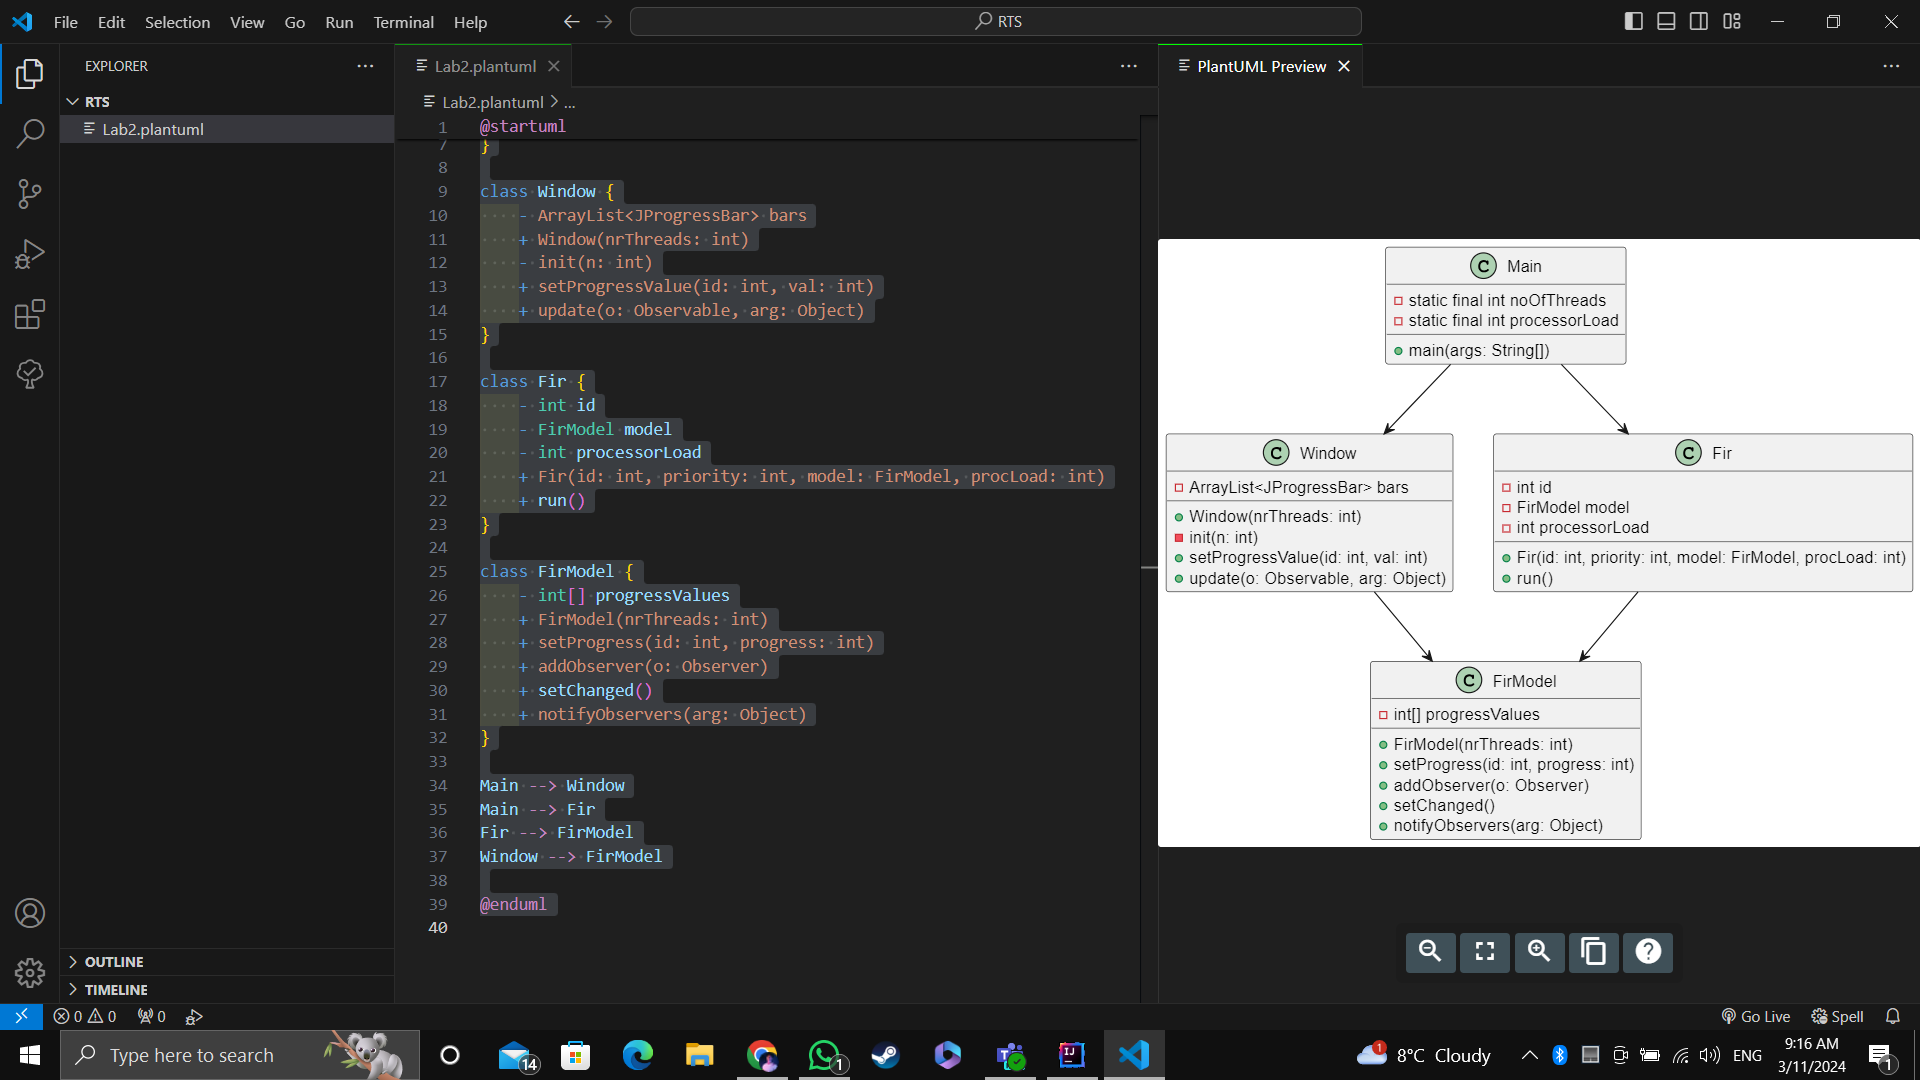 File Edit Selection View Go Run Terminal Help
RTS
EXPLORER
RTS
Lab2.plantuml
OUTLINE
TIMELINE
Lab2.plantuml
Lab2.plantuml > ...
1 @startuml
7 }
8
9 class Window {
10 - ArrayList<JProgressBar> bars
11 + Window(nrThreads: int)
12 - init(n: int)
13 + setProgressValue(id: int, val: int)
14 + update(o: Observable, arg: Object)
15 }
16
17 class Fir {
18 - int id
19 - FirModel model
20 - int processorLoad
21 + Fir(id: int, priority: int, model: FirModel, procLoad: int)
22 + run()
23 }
24
25 class FirModel {
26 - int[] progressValues
27 + FirModel(nrThreads: int)
28 + setProgress(id: int, progress: int)
29 + addObserver(o: Observer)
30 + setChanged()
31 + notifyObservers(arg: Object)
32 }
33
34 Main --> Window
35 Main --> Fir
36 Fir --> FirModel
37 Window --> FirModel
38
39 @enduml
40
PlantUML Preview
C Main
static final int noOfThreads
static final int processorLoad
main(args: String[])
C Window
ArrayList<JProgressBar> bars
Window(nrThreads: int)
init(n: int)
setProgressValue(id: int, val: int)
update(o: Observable, arg: Object)
C Fir
int id
FirModel model
int processorLoad
Fir(id: int, priority: int, model: FirModel, procLoad: int)
run()
C FirModel
int[] progressValues
FirModel(nrThreads: int)
setProgress(id: int, progress: int)
addObserver(o: Observer)
setChanged()
notifyObservers(arg: Object)
0 0 0
Go Live Spell
Type here to search
14
1
1
8°C Cloudy
ENG
9:16 AM
3/11/2024
1